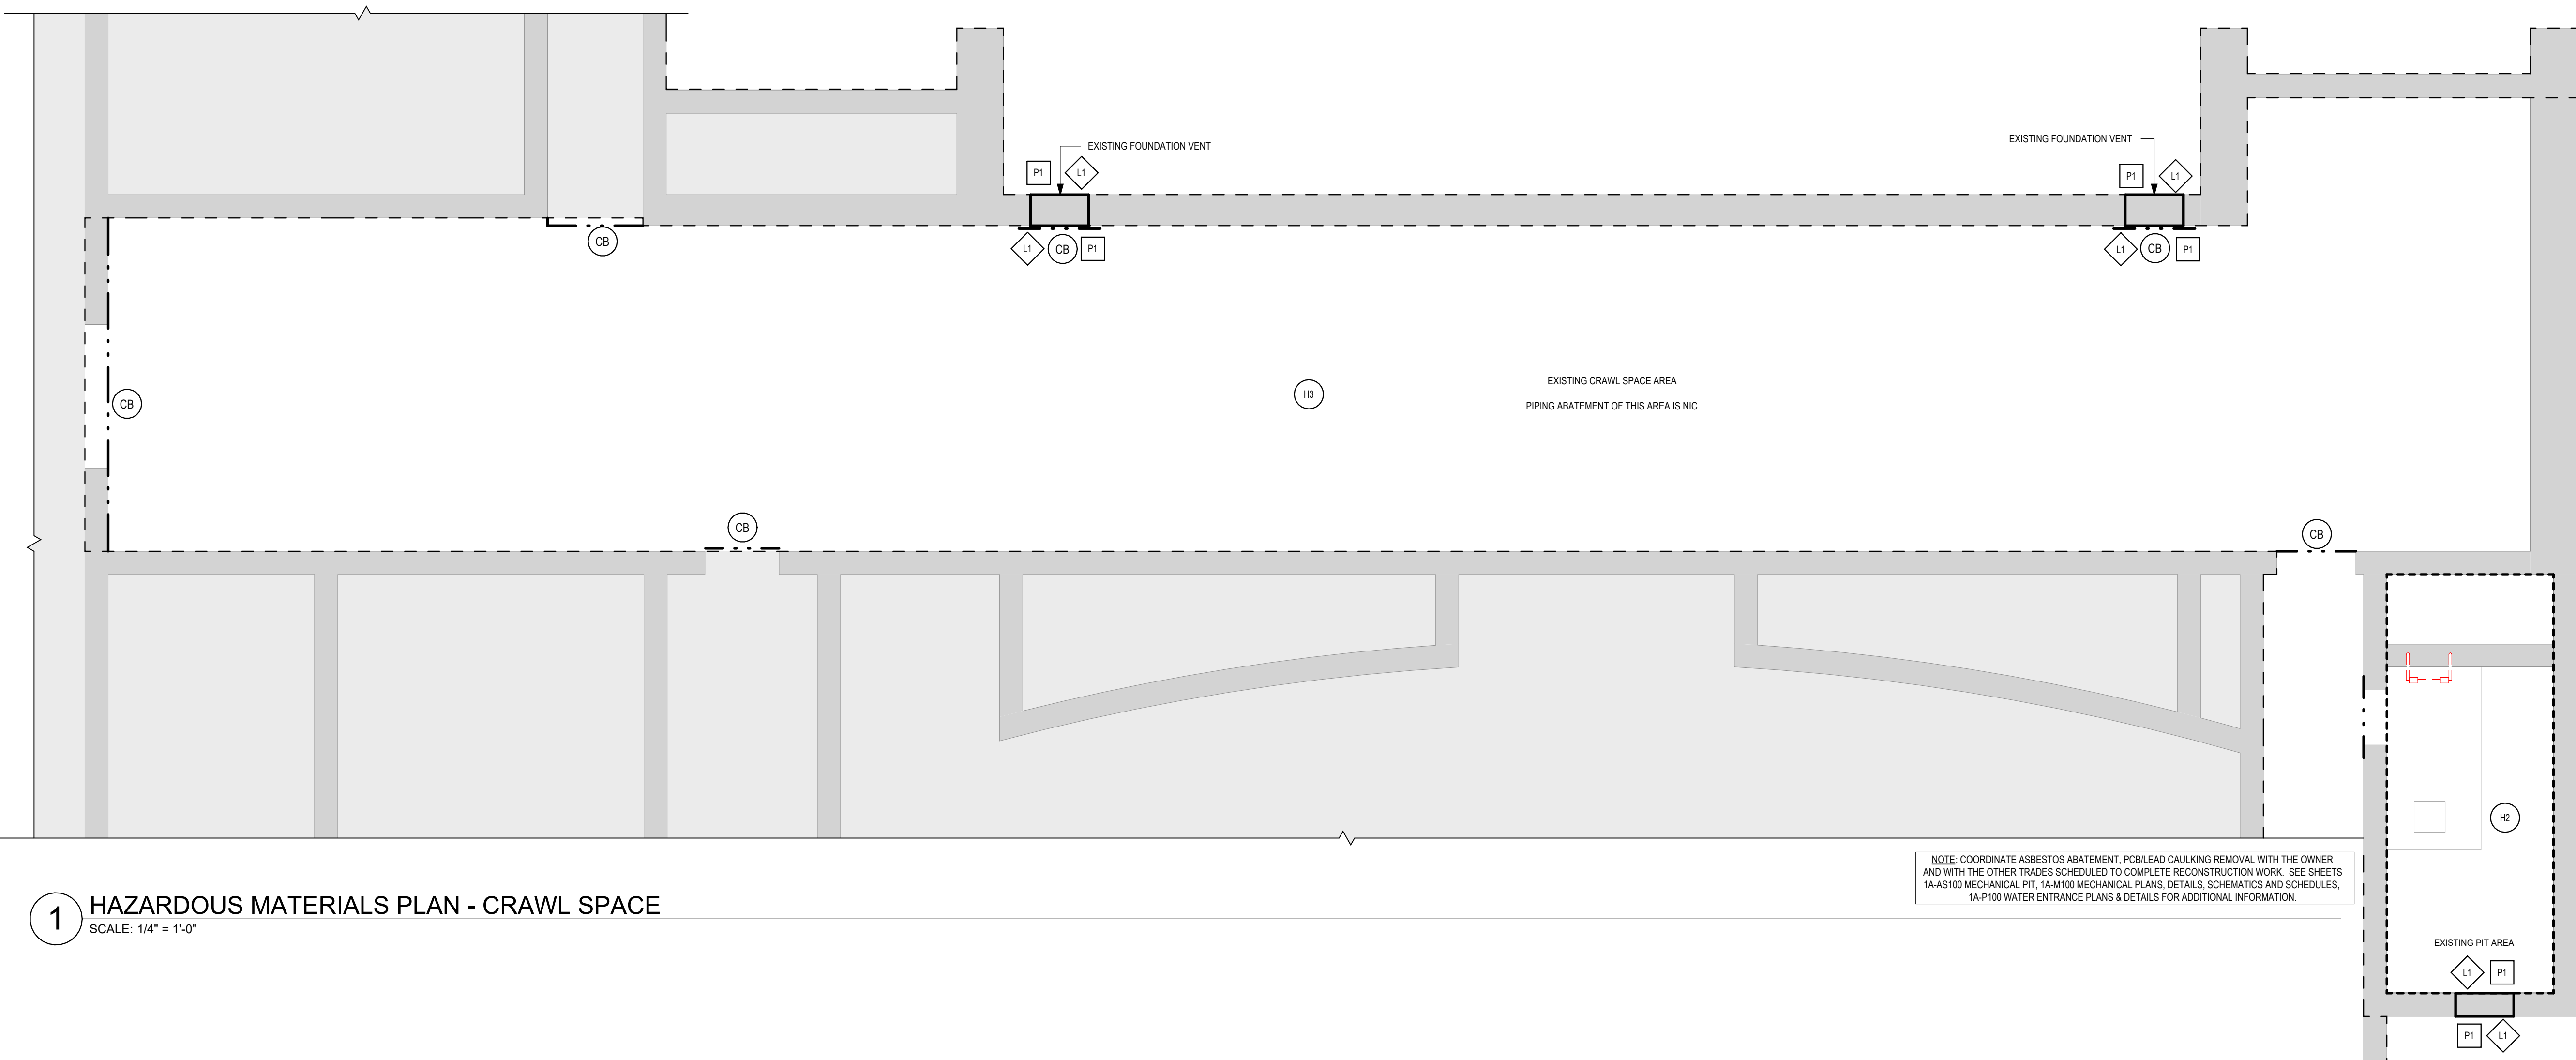 EXISTING FOUNDATION VENT
P1
L1
EXISTING FOUNDATION VENT
P1
L1
CB
L1
CB
P1
L1
CB
P1
CB
H3
EXISTING CRAWL SPACE AREA
PIPING ABATEMENT OF THIS AREA IS NIC
CB
CB
H2
NOTE: COORDINATE ASBESTOS ABATEMENT, PCB/LEAD CAULKING REMOVAL WITH THE OWNER
AND WITH THE OTHER TRADES SCHEDULED TO COMPLETE RECONSTRUCTION WORK. SEE SHEETS
1A-AS100 MECHANICAL PIT, 1A-M100 MECHANICAL PLANS, DETAILS, SCHEMATICS AND SCHEDULES,
1A-P100 WATER ENTRANCE PLANS & DETAILS FOR ADDITIONAL INFORMATION.
1
HAZARDOUS MATERIALS PLAN - CRAWL SPACE
SCALE: 1/4" = 1'-0"
EXISTING PIT AREA
L1
P1
P1
L1